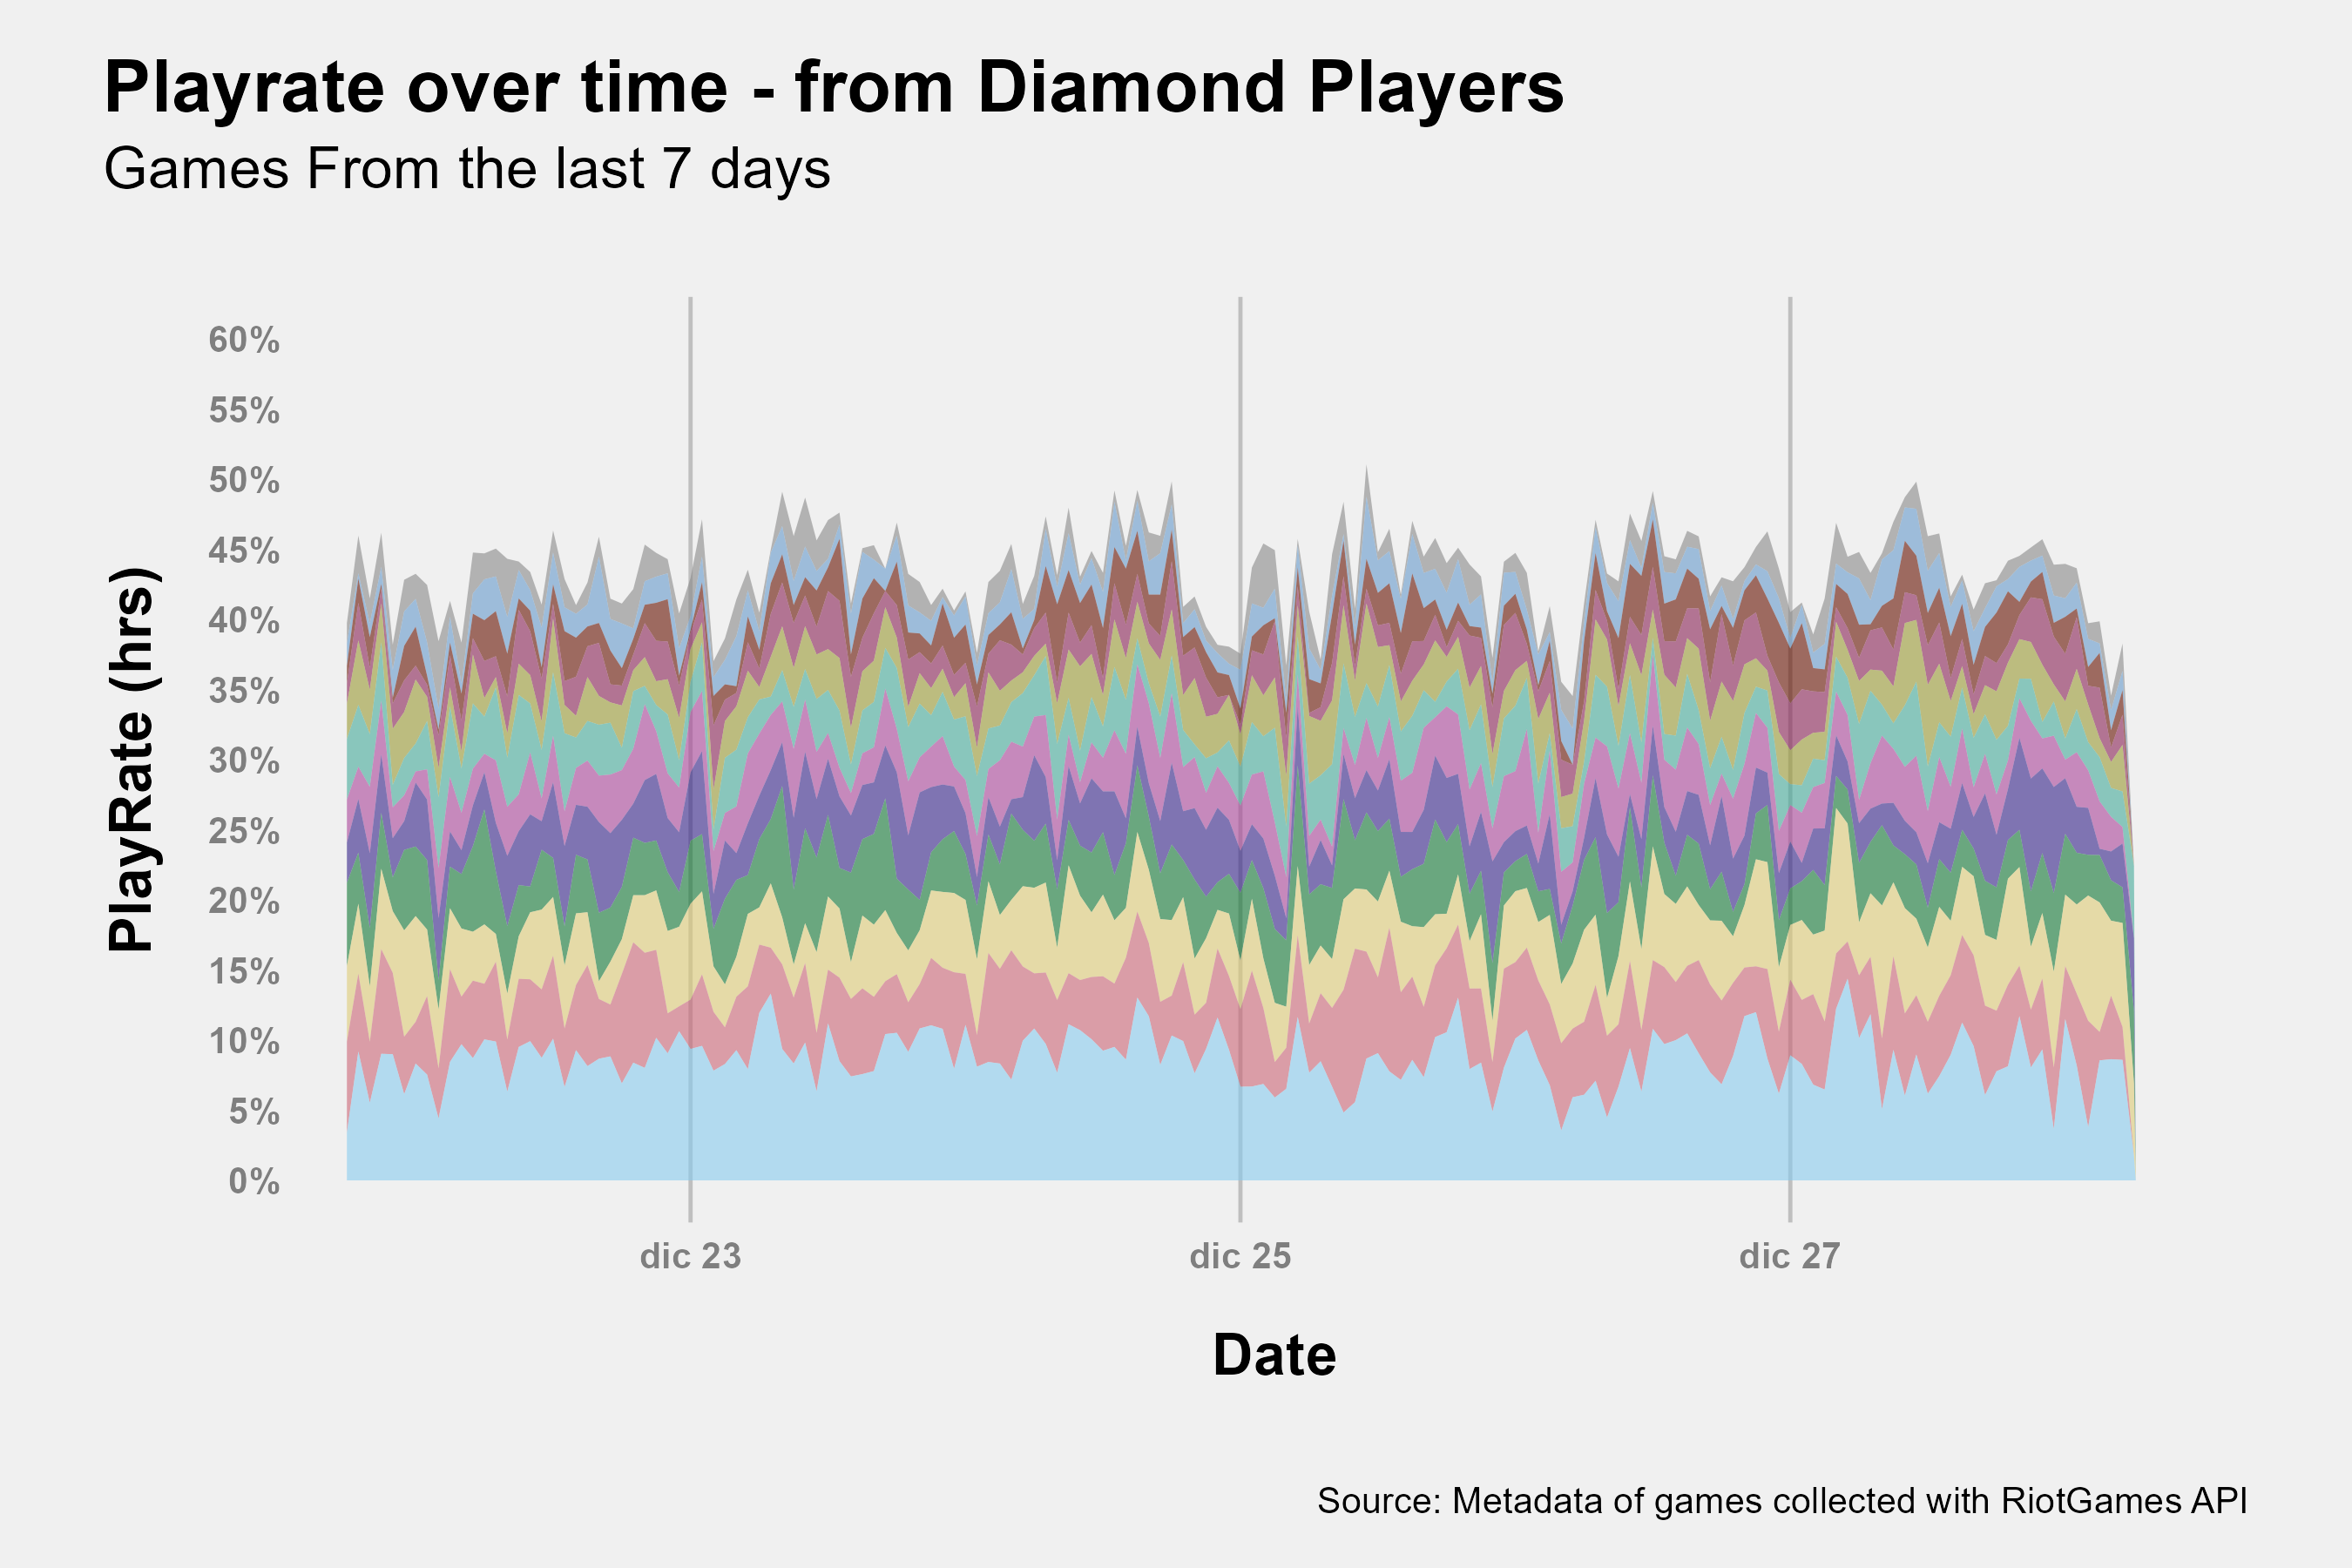 Playrate over time - from Diamond Players
Games From the last 7 days
PlayRate (hrs)
60%
55%
50%
45%
40%
35%
30%
25%
20%
15%
10%
5%
0%
dic 23
dic 25
dic 27
Date
Source: Metadata of games collected with RiotGames API